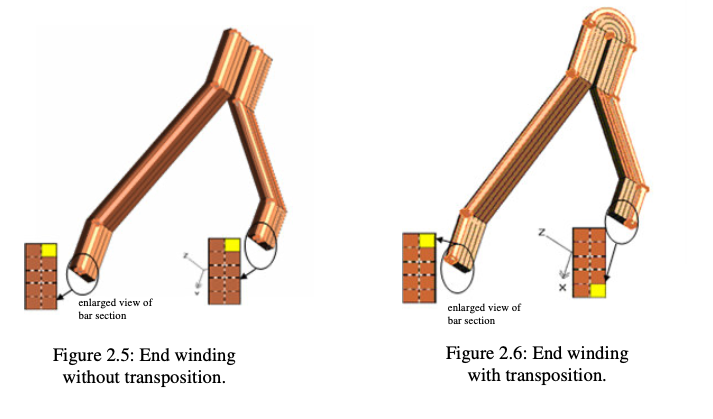 z
enlarged view of
bar section
Figure 2.5: End winding
without transposition.
z
x
enlarged view of
bar section
Figure 2.6: End winding
with transposition.